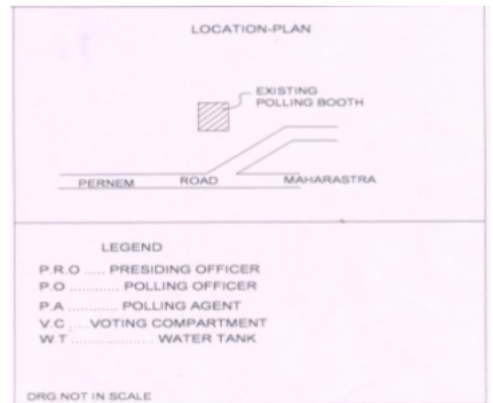 LOCATION-PLAN
EXISTING
POLLING BOOTH
PERNEM ROAD MAHARASTRA
LEGEND
P.R.O ..... PRESIDING OFFICER
P.O ............ POLLING OFFICER
P.A ............ POLLING AGENT
V.C .....VOTING COMPARTMENT
W.T .................... WATER TANK
DRG.NOT IN SCALE